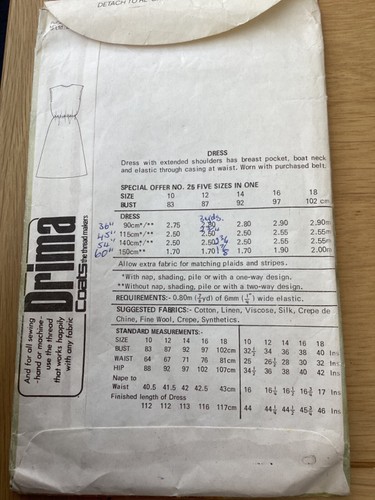 DETACH TO RE
DRESS
Dress with extended shoulders has breast pocket, boat neck
and elastic through casing at waist. Worn with purchased belt.
SPECIAL OFFER NO. 26 FIVE SIZES IN ONE
SIZE 10 12 14 16 18
BUST 83 87 92 97 102 cm
DRESS 3yds.
36" 90cm*/** 2.75 2.80 2.80 2.90 2.90m
45" 115cm*/** 2.50 2.50 2.50 2.55 2.55m
54" 140cm*/** 2.50 2.50 2.50 2.55 2.55m
60" 150cm** 1.70 1.70 1.70 1.90 2.00m
Allow extra fabric for matching plaids and stripes.
*With nap, shading, pile or with a one-way design.
**Without nap, shading, pile or with a two-way design.
REQUIREMENTS:- 0.80m (⅞yd) of 6mm (¼") wide elastic.
SUGGESTED FABRICS:- Cotton, Linen, Viscose, Silk, Crepe de
Chine, Fine Wool, Crepe, Synthetics.
STANDARD MEASUREMENTS:-
SIZE 10 12 14 16 18 10 12 14 16 18
BUST 83 87 92 97 102cm 32½ 34 36 38 40 Ins
WAIST 64 67 71 76 81cm 25 26½ 28 30 32 Ins.
HIP 88 92 97 102 107cm 34½ 36 38 40 42 Ins
Nape to
Waist 40.5 41.5 42 42.5 43cm 16 16¼ 16½ 16¾ 17 Ins
Finished length of Dress
112 112 113 116 117cm 44 44¼ 44½ 45¾ 46 Ins
Drima
coats the thread makers
And for all sewing
-hand or machine-
use the thread
that works happily
with any fabric